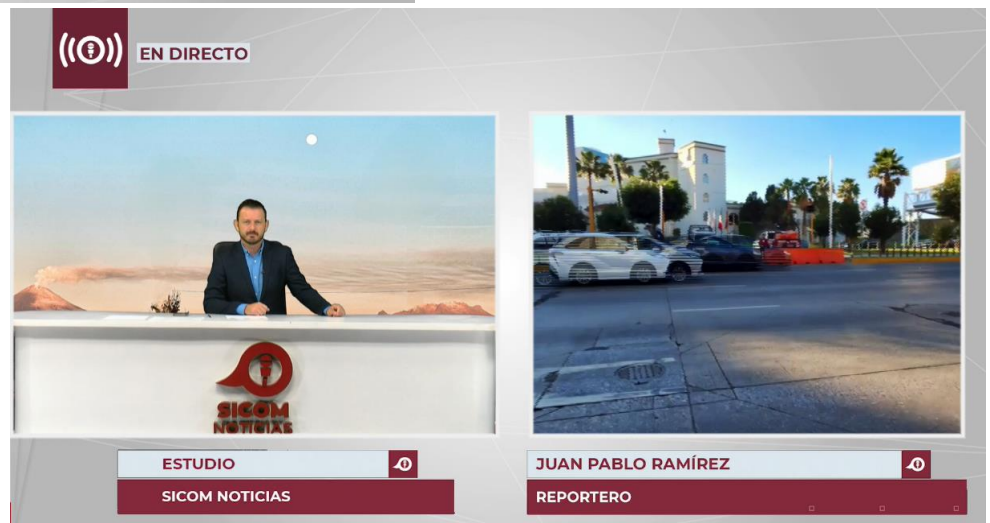 EN DIRECTO
SICOM
NOTICIAS
ESTUDIO
SICOM NOTICIAS
JUAN PABLO RAMÍREZ
REPORTERO